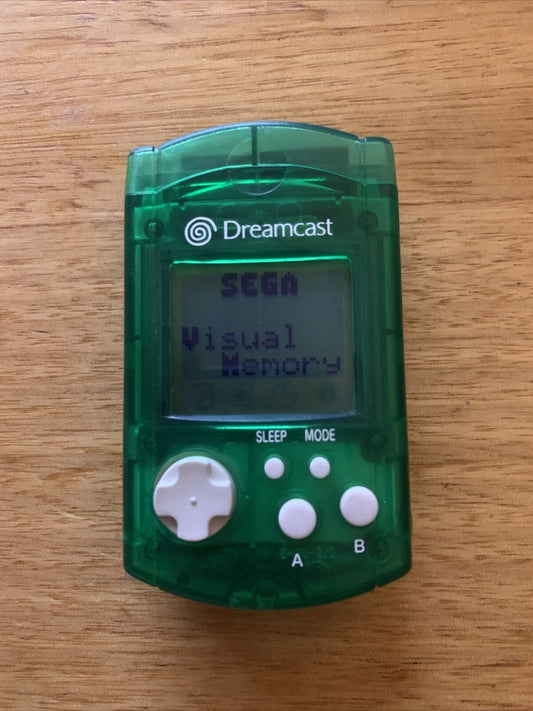 Dreamcast
SEGA
Visual
Memory
SLEEP MODE
A B